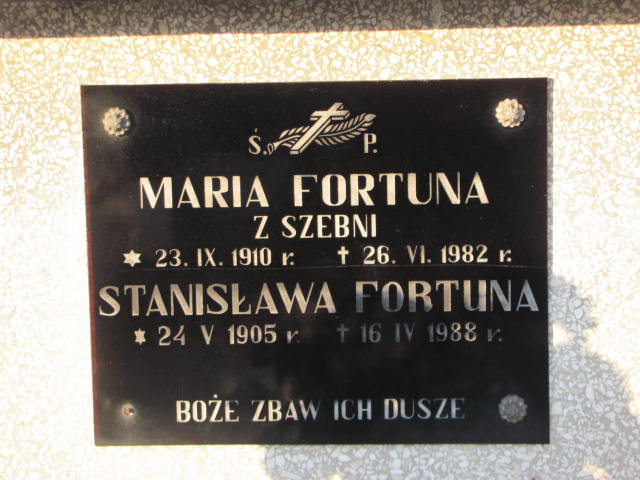 Ś. P.
MARIA FORTUNA
Z SZEBNI
23. IX. 1910 r. † 26. VI. 1982 r.
STANISŁAWA FORTUNA
24 V 1905 r. † 16 IV 1988 r.
BOŻE ZBAW ICH DUSZE